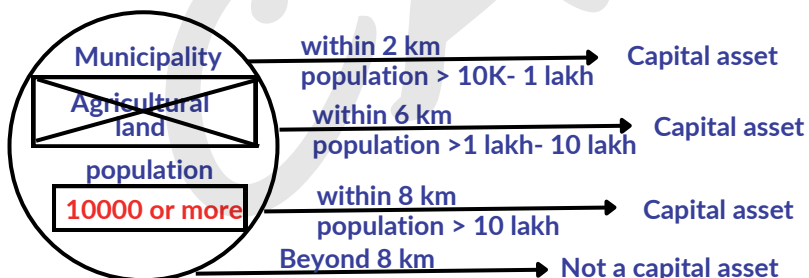 Municipality
Agricultural
land
population
10000 or more
within 2 km
population > 10K- 1 lakh
Capital asset
within 6 km
population >1 lakh- 10 lakh
Capital asset
within 8 km
population > 10 lakh
Capital asset
Beyond 8 km
Not a capital asset